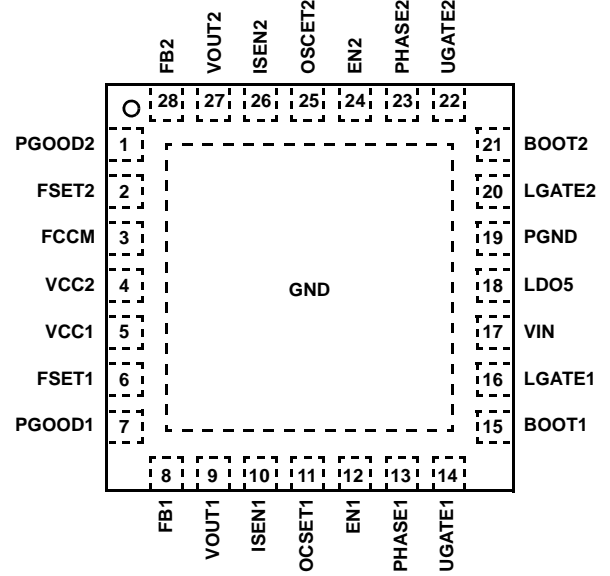 FB2
VOUT2
ISEN2
OSCET2
EN2
PHASE2
UGATE2
28
27
26
25
24
23
22
PGOOD2
1
21
BOOT2
FSET2
2
20
LGATE2
FCCM
3
19
PGND
VCC2
4
GND
18
LDO5
VCC1
5
17
VIN
FSET1
6
16
LGATE1
PGOOD1
7
15
BOOT1
8
9
10
11
12
13
14
FB1
VOUT1
ISEN1
OCSET1
EN1
PHASE1
UGATE1